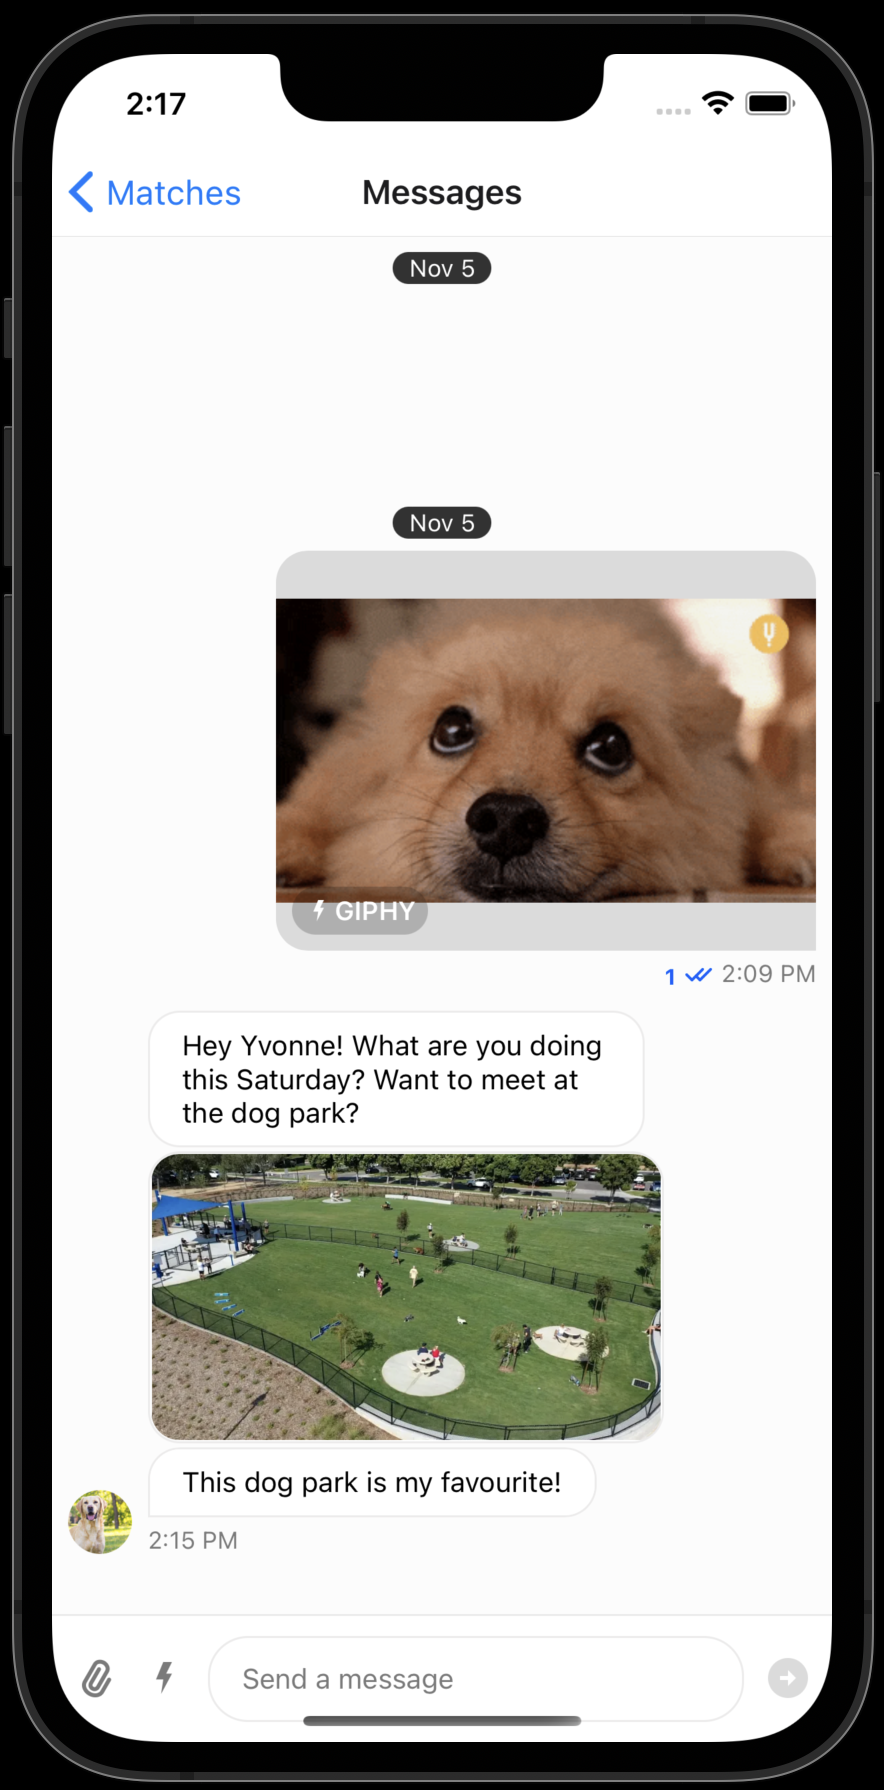 2:17
Matches
Messages
Nov 5
Nov 5
GIPHY
1 2:09 PM
Hey Yvonne! What are you doing
this Saturday? Want to meet at
the dog park?
This dog park is my favourite!
2:15 PM
Send a message